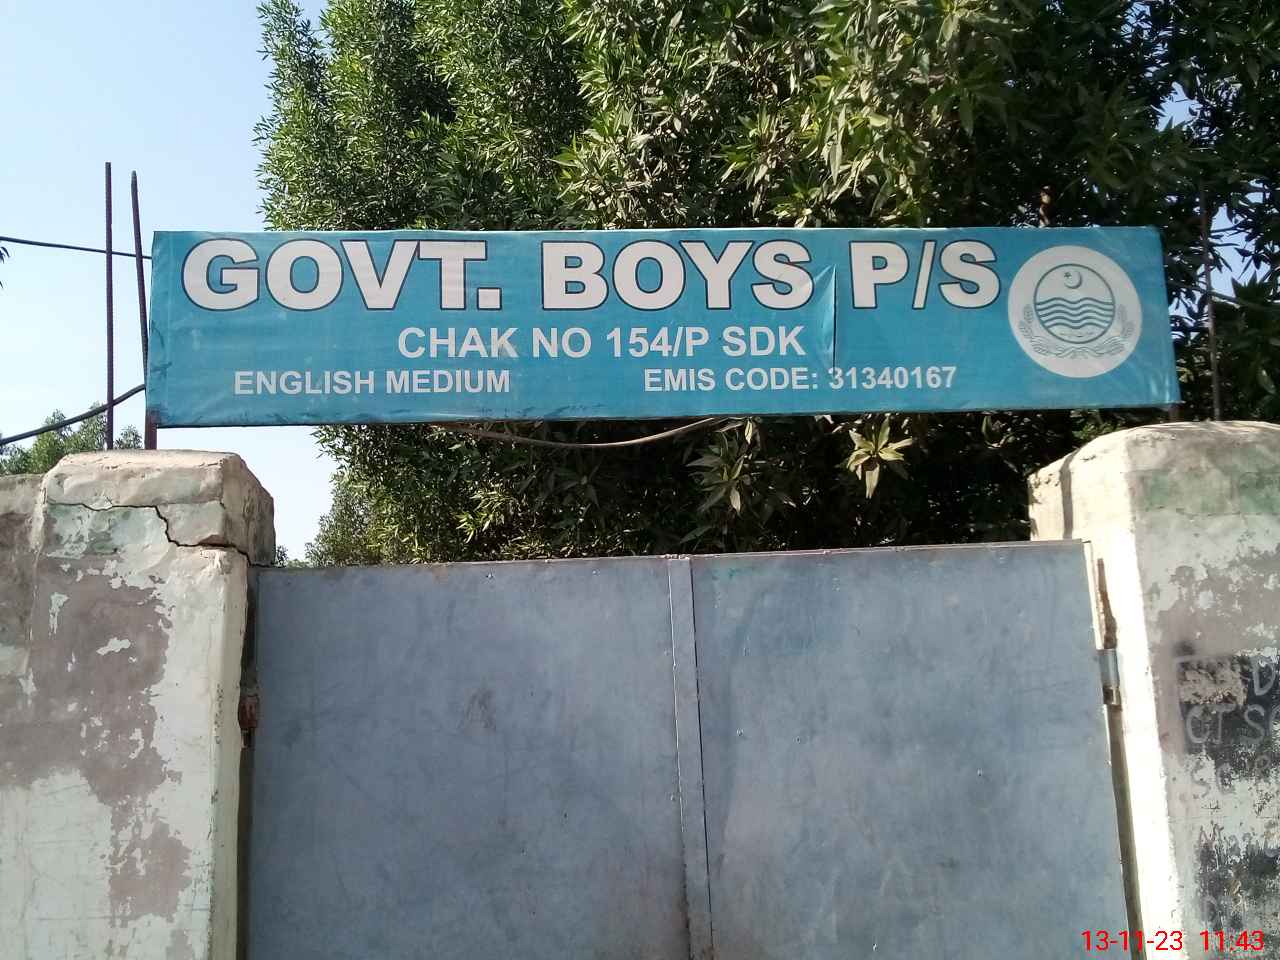 GOVT. BOYS P/S
CHAK NO 154/P SDK
ENGLISH MEDIUM EMIS CODE: 31340167
13-11-23 11:43